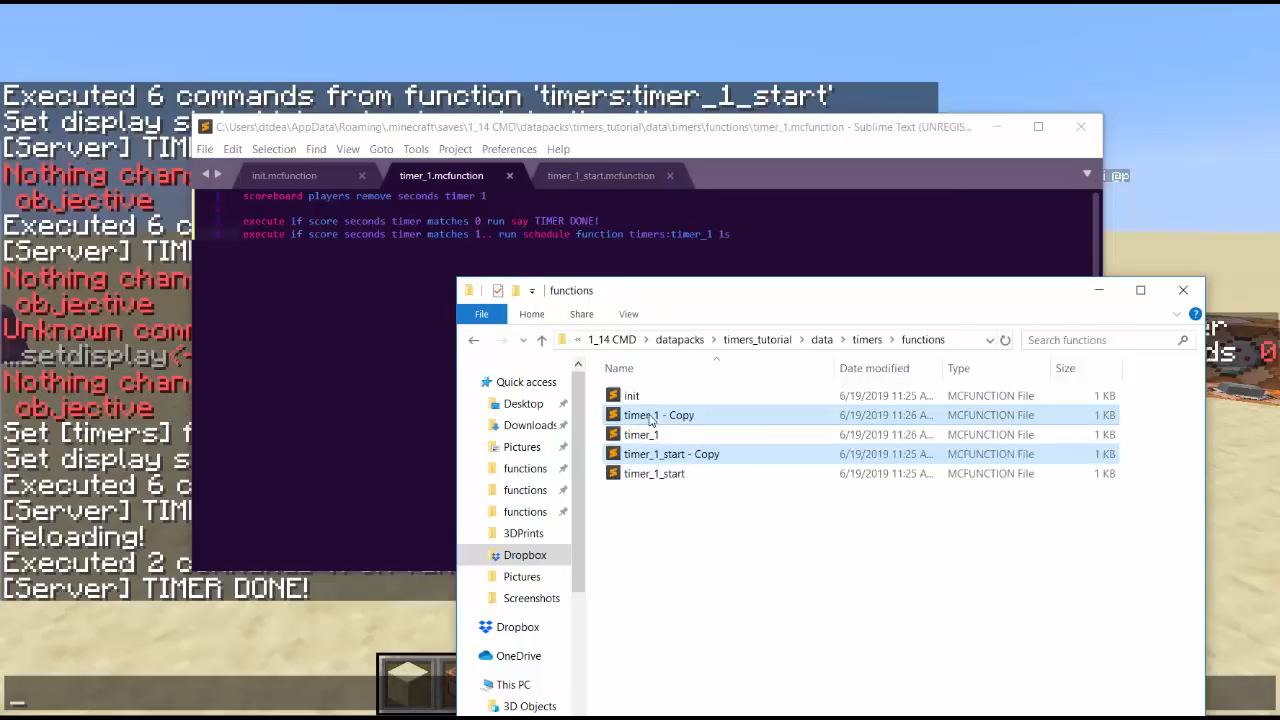 Executed 6 commands from function 'timers:timer_1_start'
Set display s
[Server] TIM
Nothing chan
objective
Executed 6 c
[Server] TIM
Nothing chan
objective
Unknown comm
...setdisplay<-
Nothing chan
objective
Set [timers] f
Set display s
Executed 6 c
[Server] TIM
Reloading!
Executed 2 c
[Server] TIMER DONE!
C:\Users\dtdea\AppData\Roaming\.minecraft\saves\1_14 CMD\datapacks\timers_tutorial\data\timers\functions\timer_1.mcfunction - Sublime Text (UNREGIS...
File Edit Selection Find View Goto Tools Project Preferences Help
init.mcfunction timer_1.mcfunction timer_1_start.mcfunction
1 scoreboard players remove seconds timer 1
execute if score seconds timer matches 0 run say TIMER DONE!
execute if score seconds timer matches 1.. run schedule function timers:timer_1 1s
@p
0
functions
File Home Share View
« 1_14 CMD datapacks timers_tutorial data timers functions
Search functions
Name Date modified Type Size
init 6/19/2019 11:25 A... MCFUNCTION File 1 KB
timer_1 - Copy 6/19/2019 11:26 A... MCFUNCTION File 1 KB
timer_1 6/19/2019 11:26 A... MCFUNCTION File 1 KB
timer_1_start - Copy 6/19/2019 11:25 A... MCFUNCTION File 1 KB
timer_1_start 6/19/2019 11:25 A... MCFUNCTION File 1 KB
Quick access
Desktop
Downloads
Pictures
functions
functions
functions
3DPrints
Dropbox
Pictures
Screenshots
Dropbox
OneDrive
This PC
3D Objects